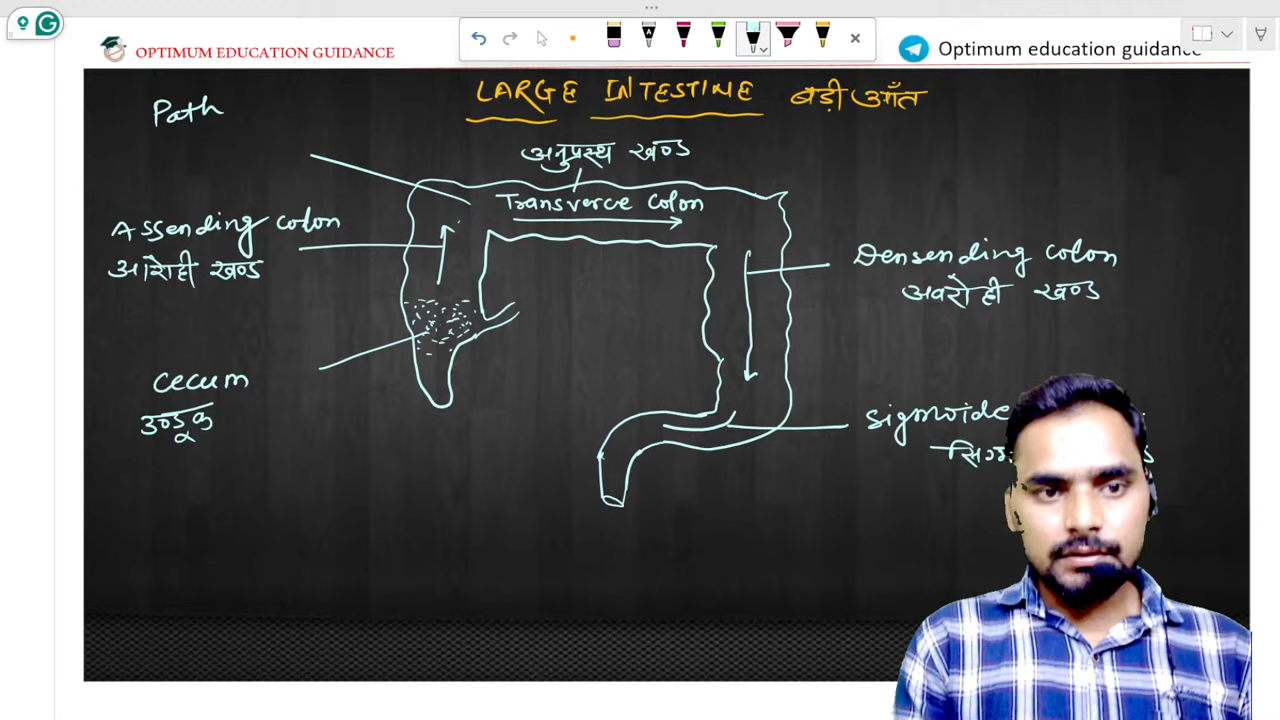 OPTIMUM EDUCATION GUIDANCE
Optimum education guidance
LARGE INTESTINE बड़ी आँत
Path
अनुप्रस्थ खण्ड
Transverce Colon
Assending colon
आरोही खण्ड
Densending colon
अवरोही खण्ड
Cecum
उण्डूक
Sigmoide